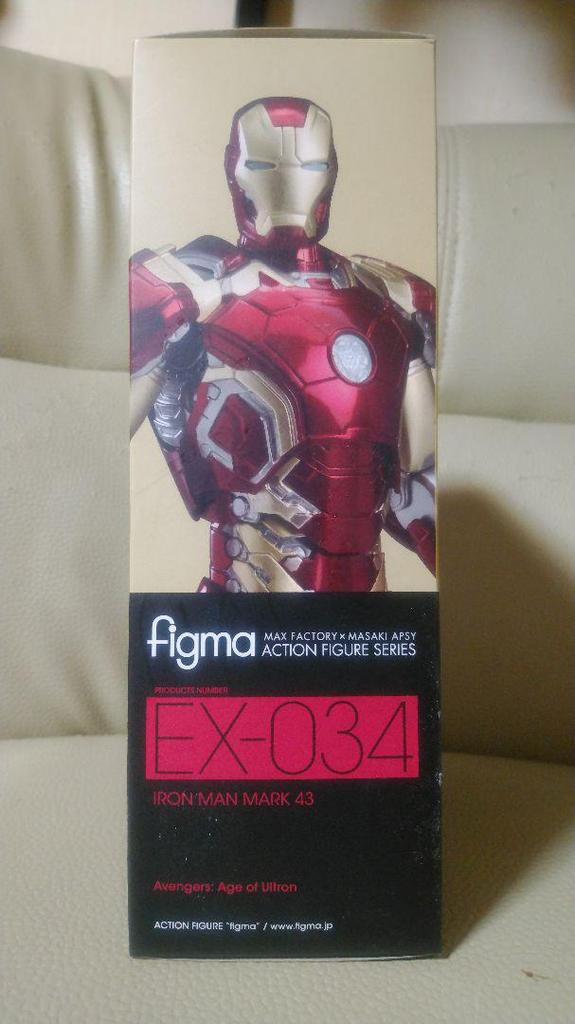 figma MAX FACTORY × MASAKI APSY
ACTION FIGURE SERIES
PRODUCTS NUMBER
EX-034
IRON MAN MARK 43
Avengers: Age of Ultron
ACTION FIGURE "figma" / www.figma.jp